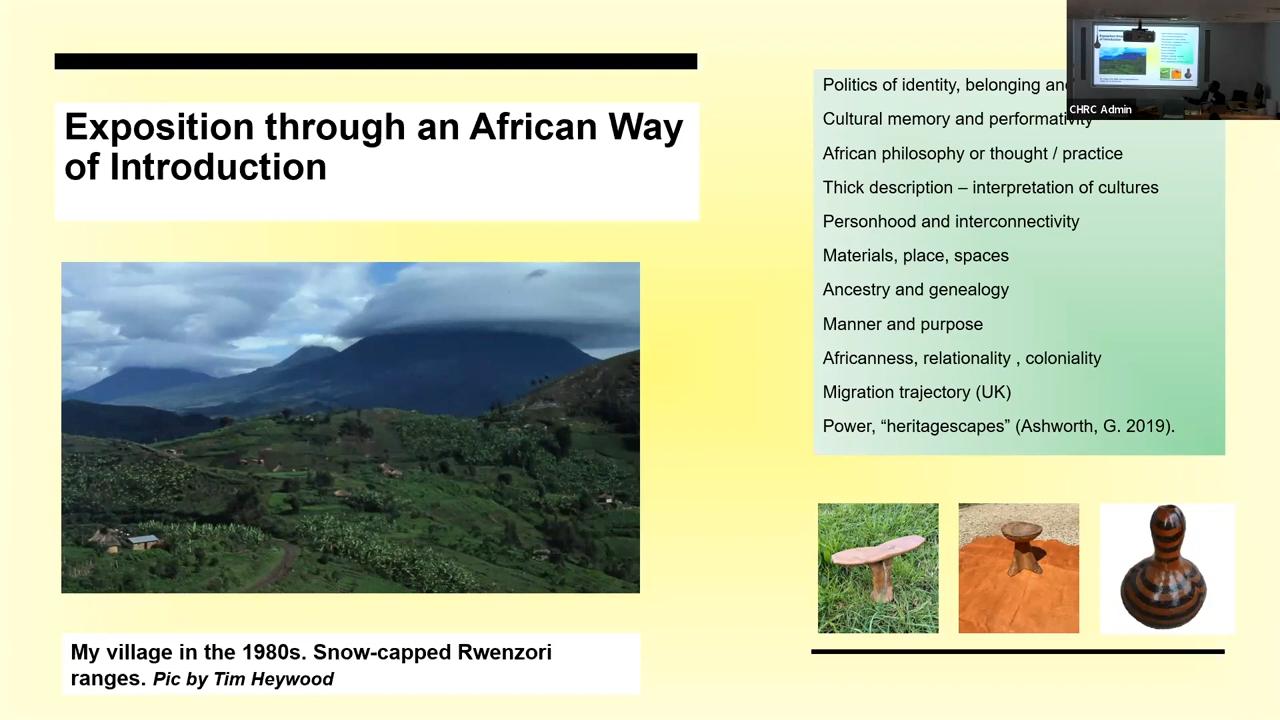 Exposition through an African Way
of Introduction
My village in the 1980s. Snow-capped Rwenzori
ranges. Pic by Tim Heywood
Politics of identity, belonging and
Cultural memory and performativity
African philosophy or thought / practice
Thick description – interpretation of cultures
Personhood and interconnectivity
Materials, place, spaces
Ancestry and genealogy
Manner and purpose
Africanness, relationality , coloniality
Migration trajectory (UK)
Power, “heritagescapes” (Ashworth, G. 2019).
CHRC Admin